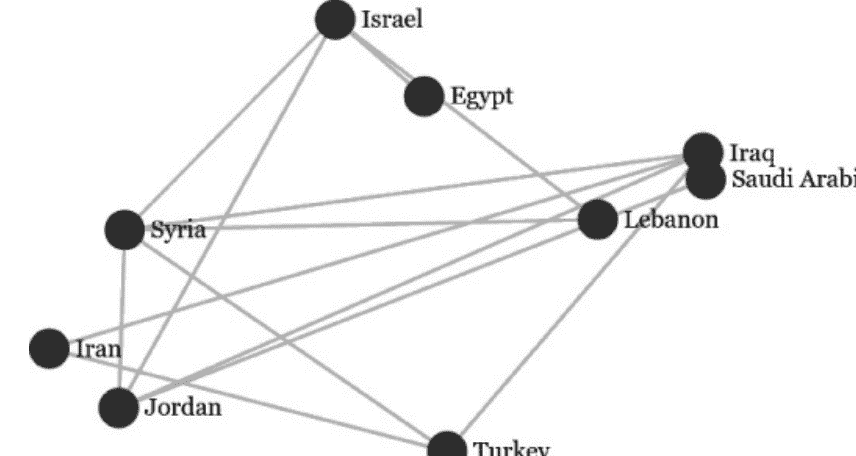 Israel
Egypt
Iraq
Saudi Arabi
Lebanon
Syria
Iran
Jordan
Turkey